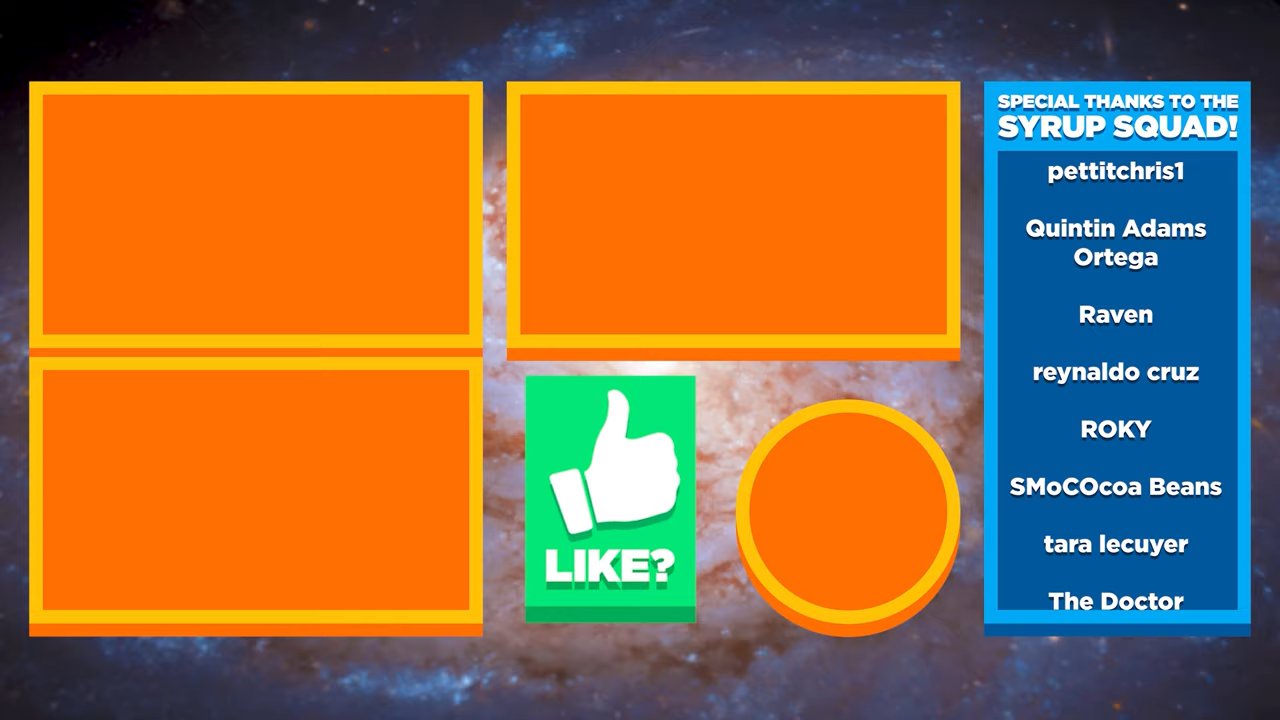 SPECIAL THANKS TO THE
SYRUP SQUAD!
pettitchris1
Quintin Adams
Ortega
Raven
reynaldo cruz
ROKY
SMoCOcoa Beans
tara lecuyer
The Doctor
LIKE?